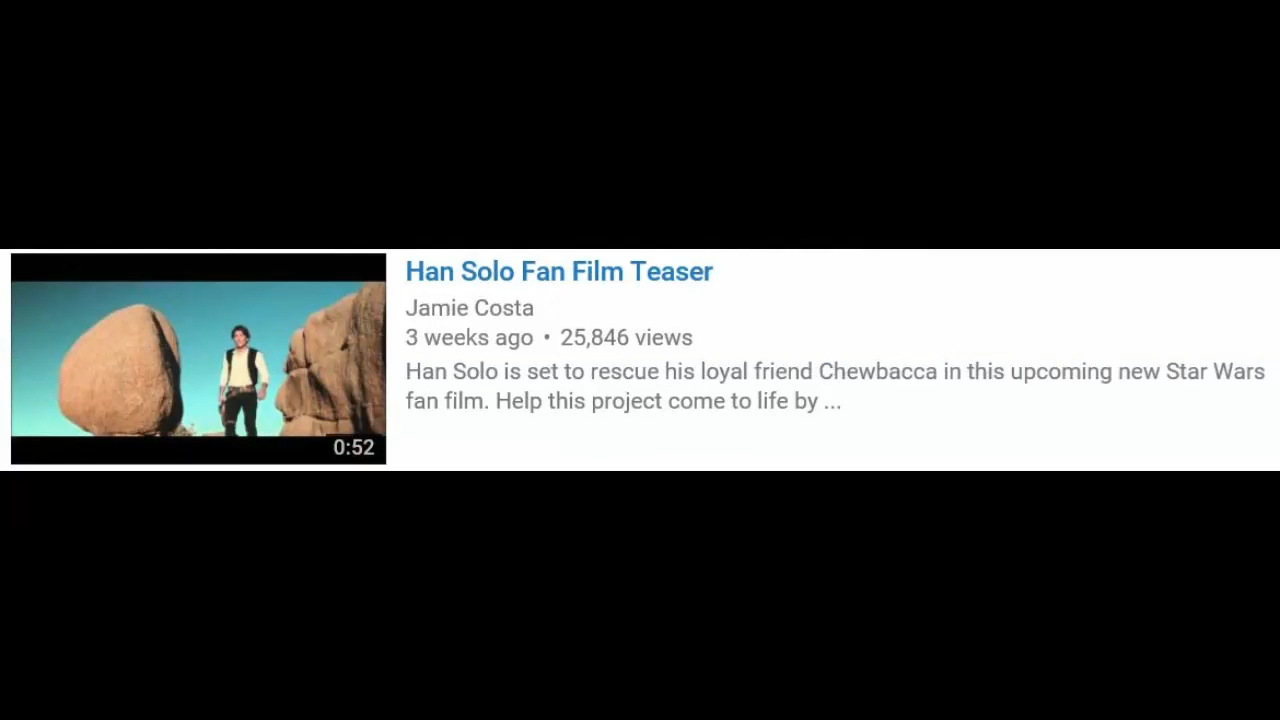 Han Solo Fan Film Teaser
Jamie Costa
3 weeks ago • 25,846 views
Han Solo is set to rescue his loyal friend Chewbacca in this upcoming new Star Wars
fan film. Help this project come to life by ...
0:52